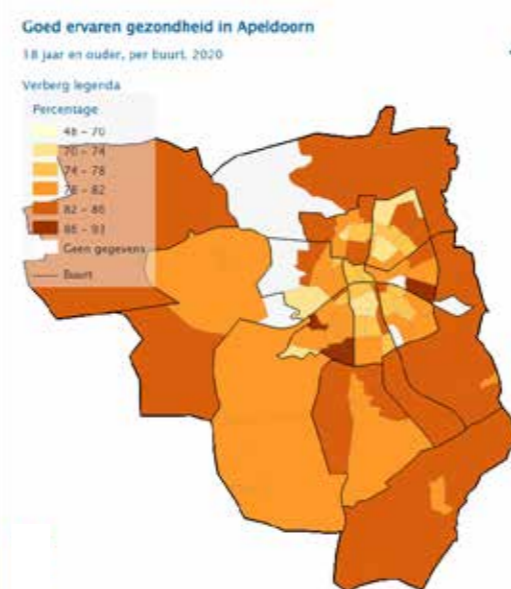 Goed ervaren gezondheid in Apeldoorn
18 jaar en ouder, per buurt, 2020
Verberg legenda
Percentage
48 - 70
70 - 74
74 - 78
78 - 82
82 - 86
86 - 93
Geen gegevens
Buurt